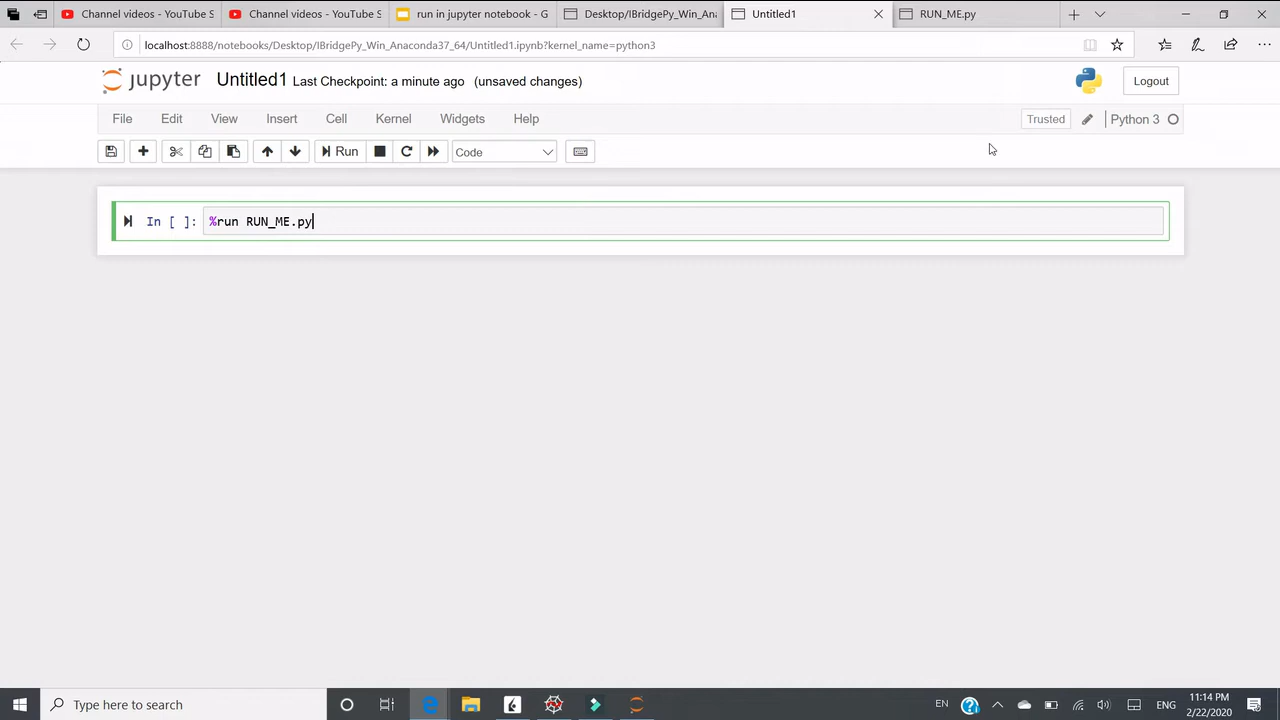 Channel videos - YouTube S
Channel videos - YouTube S
run in jupyter notebook - G
Desktop/IBridgePy_Win_Ana
Untitled1
RUN_ME.py
localhost:8888/notebooks/Desktop/IBridgePy_Win_Anaconda37_64/Untitled1.ipynb?kernel_name=python3
jupyter Untitled1 Last Checkpoint: a minute ago (unsaved changes)
Logout
File Edit View Insert Cell Kernel Widgets Help
Trusted
Python 3
Run
Code
In [ ]: %run RUN_ME.py
Type here to search
EN
ENG
11:14 PM
2/22/2020